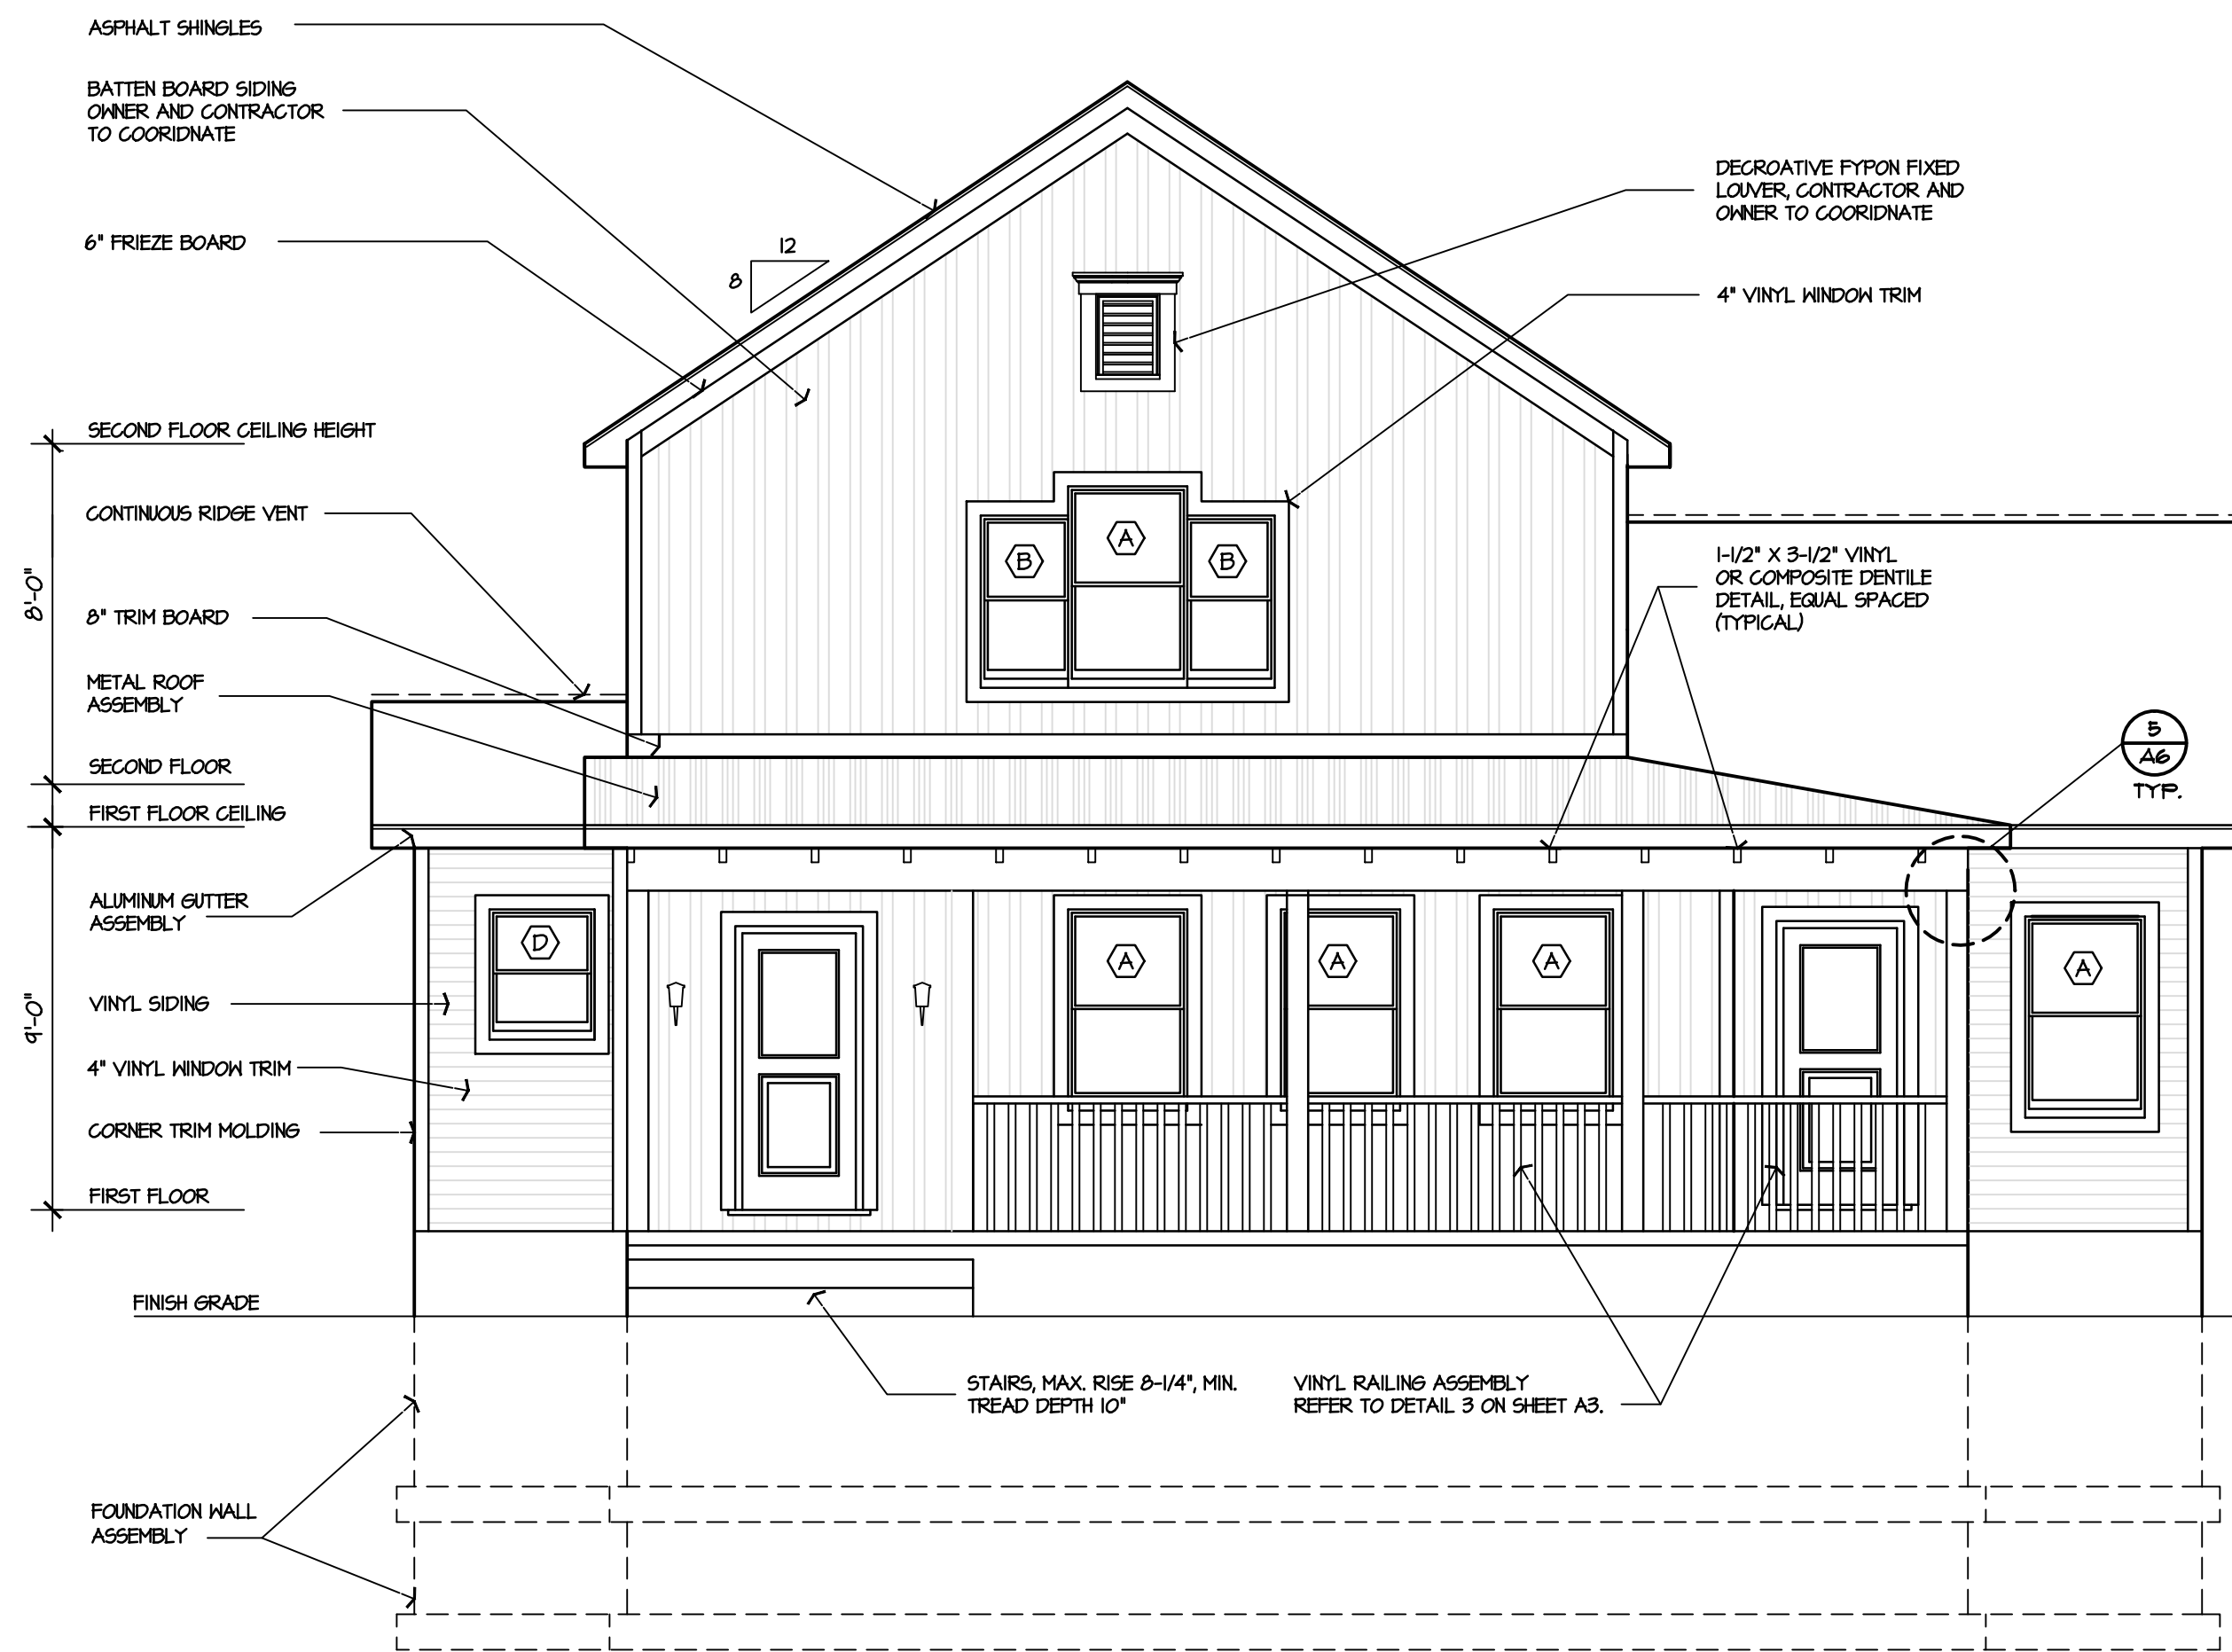 ASPHALT SHINGLES
BATTEN BOARD SIDING
OWNER AND CONTRACTOR
TO COORIDNATE
6" FRIEZE BOARD
12
8
DECROATIVE FYPON FIXED
LOUVER, CONTRACTOR AND
OWNER TO COORIDNATE
4" VINYL WINDOW TRIM
SECOND FLOOR CEILING HEIGHT
CONTINUOUS RIDGE VENT
8'-0"
8" TRIM BOARD
METAL ROOF
ASSEMBLY
SECOND FLOOR
FIRST FLOOR CEILING
B
A
B
1-1/2" X 3-1/2" VINYL
OR COMPOSITE DENTILE
DETAIL, EQUAL SPACED
(TYPICAL)
5
A6
TYP.
ALUMINUM GUTTER
ASSEMBLY
VINYL SIDING
9'-0"
4" VINYL WINDOW TRIM
CORNER TRIM MOLDING
FIRST FLOOR
D
A
A
A
A
FINISH GRADE
STAIRS, MAX. RISE 8-1/4", MIN.
TREAD DEPTH 10"
VINYL RAILING ASSEMBLY
REFER TO DETAIL 3 ON SHEET A3.
FOUNDATION WALL
ASSEMBLY